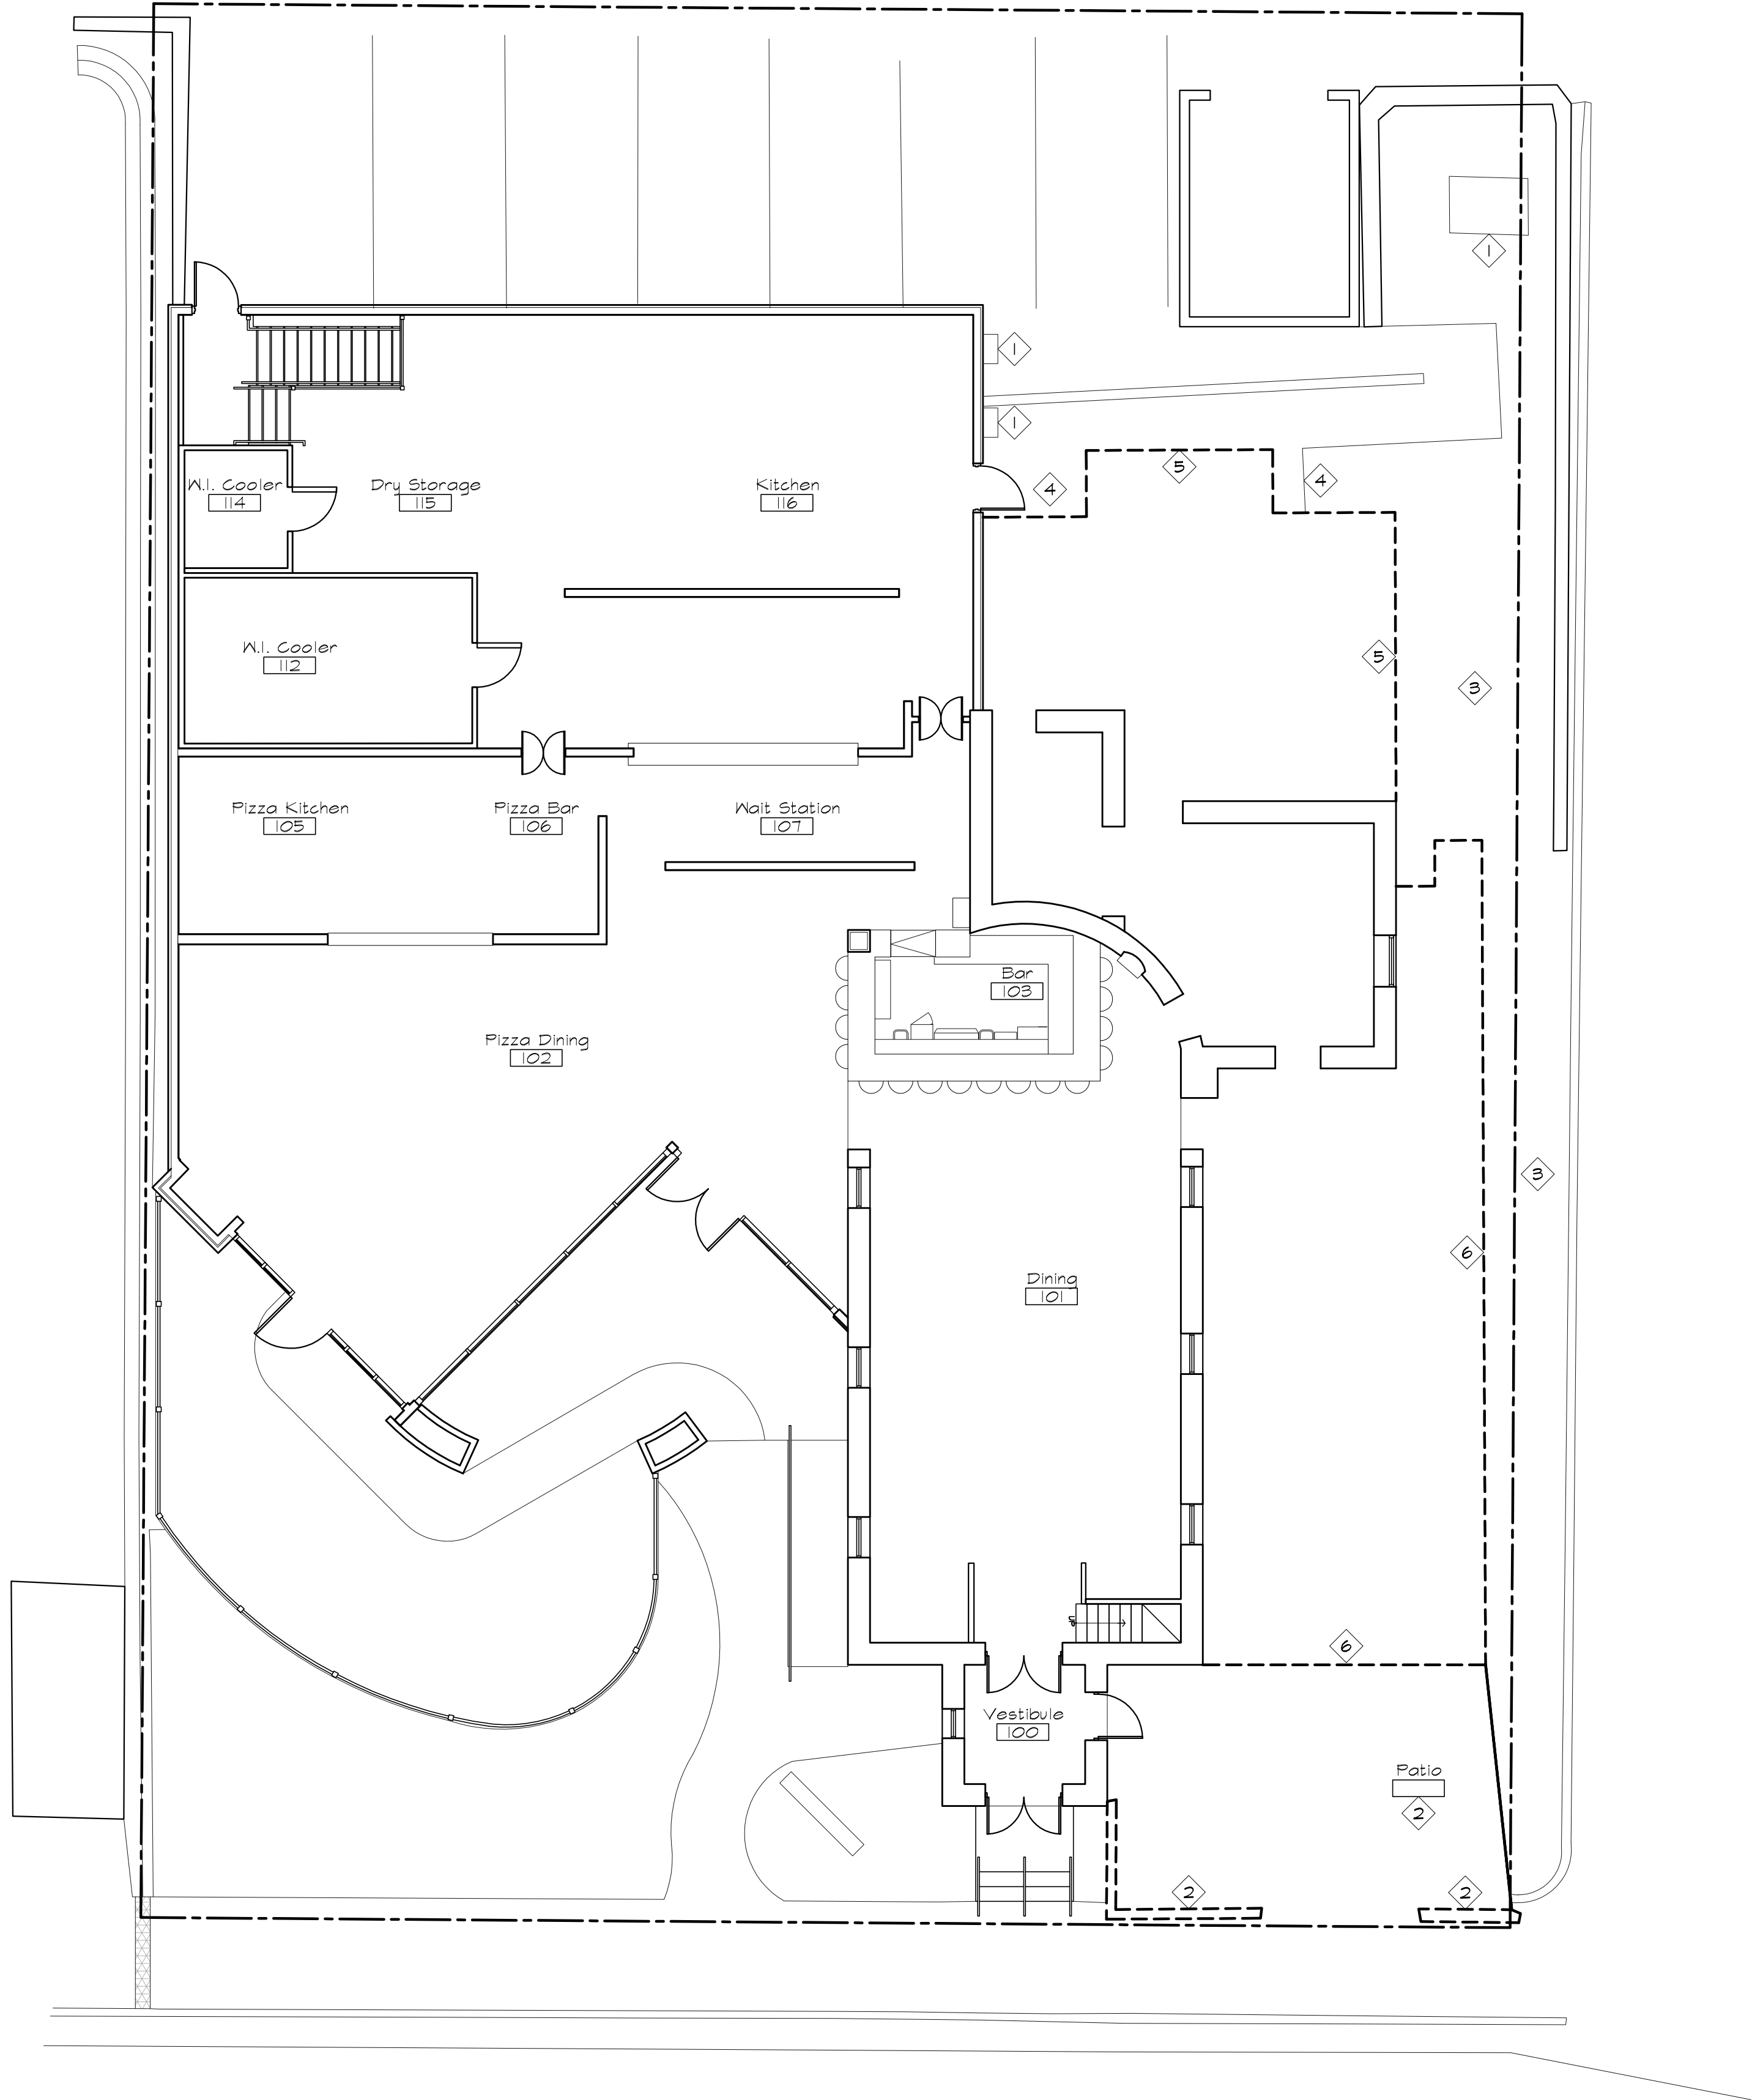 1
1
1
4
5
4
W.I. Cooler
114
Dry Storage
115
Kitchen
116
W.I. Cooler
112
5
3
Pizza Kitchen
105
Pizza Bar
106
Wait Station
107
Bar
103
Pizza Dining
102
3
6
Dining
101
6
Vestibule
100
Patio
2
2
2